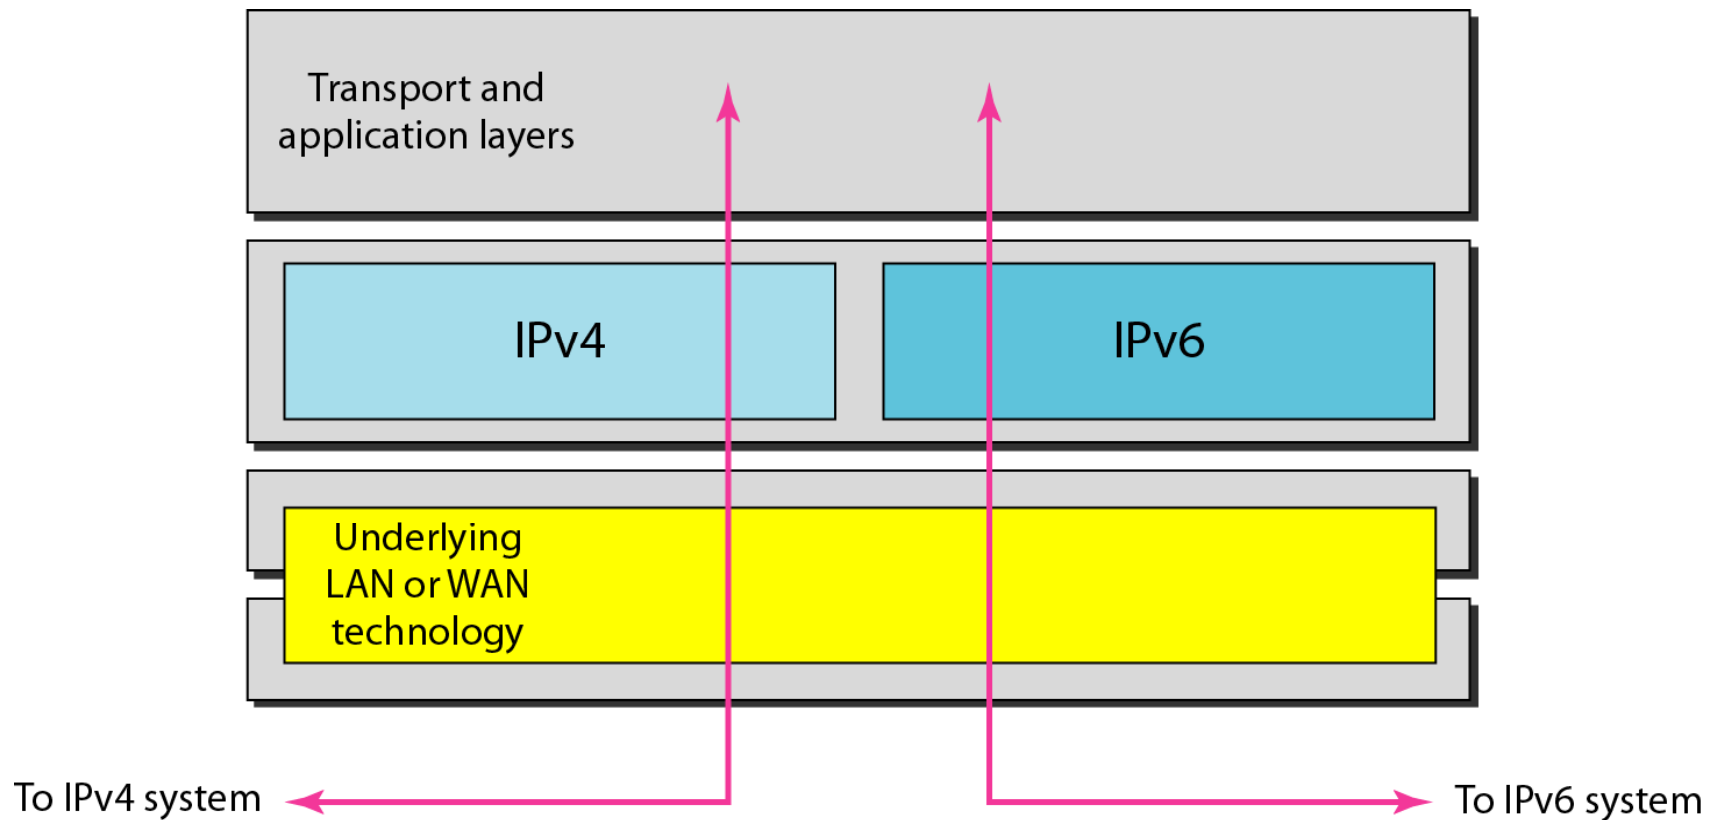 Transport and
application layers
IPv4
IPv6
Underlying
LAN or WAN
technology
To IPv4 system
To IPv6 system